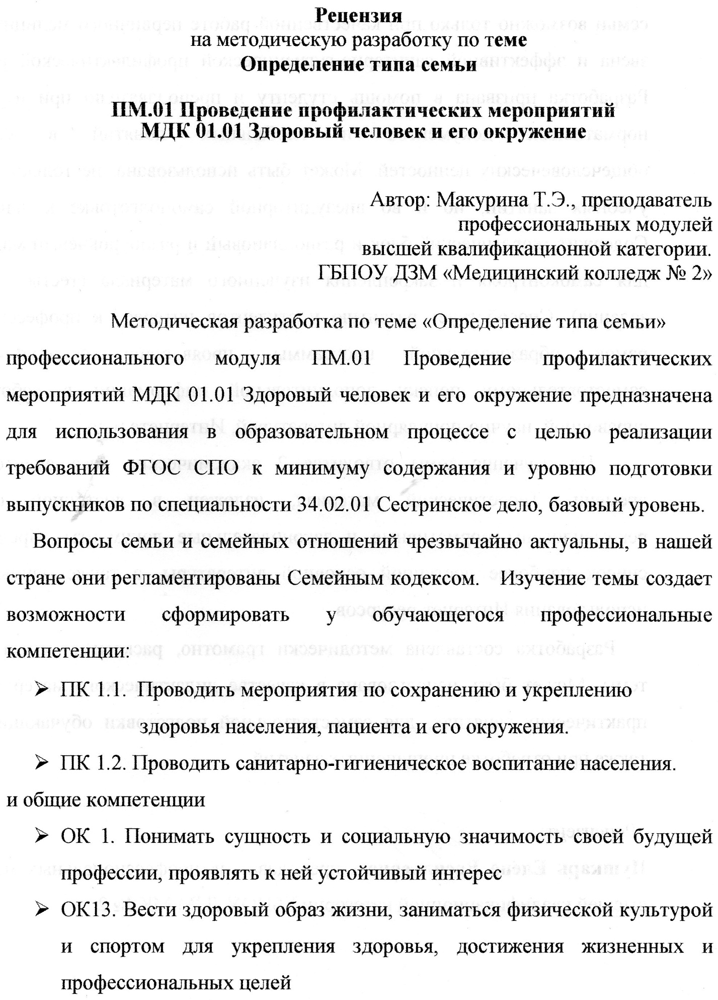 Рецензия
на методическую разработку по теме
Определение типа семьи
ПМ.01 Проведение профилактических мероприятий
МДК 01.01 Здоровый человек и его окружение
Автор: Макурина Т.Э., преподаватель
профессиональных модулей
высшей квалификационной категории.
ГБПОУ ДЗМ «Медицинский колледж № 2»
Методическая разработка по теме «Определение типа семьи»
профессионального модуля ПМ.01 Проведение профилактических
мероприятий МДК 01.01 Здоровый человек и его окружение предназначена
для использования в образовательном процессе с целью реализации
требований ФГОС СПО к минимуму содержания и уровню подготовки
выпускников по специальности 34.02.01 Сестринское дело, базовый уровень.
Вопросы семьи и семейных отношений чрезвычайно актуальны, в нашей
стране они регламентированы Семейным кодексом. Изучение темы создает
возможности сформировать у обучающегося профессиональные
компетенции:
➢ ПК 1.1. Проводить мероприятия по сохранению и укреплению
здоровья населения, пациента и его окружения.
➢ ПК 1.2. Проводить санитарно-гигиеническое воспитание населения.
и общие компетенции
➢ ОК 1. Понимать сущность и социальную значимость своей будущей
профессии, проявлять к ней устойчивый интерес
➢ ОК13. Вести здоровый образ жизни, заниматься физической культурой
и спортом для укрепления здоровья, достижения жизненных и
профессиональных целей